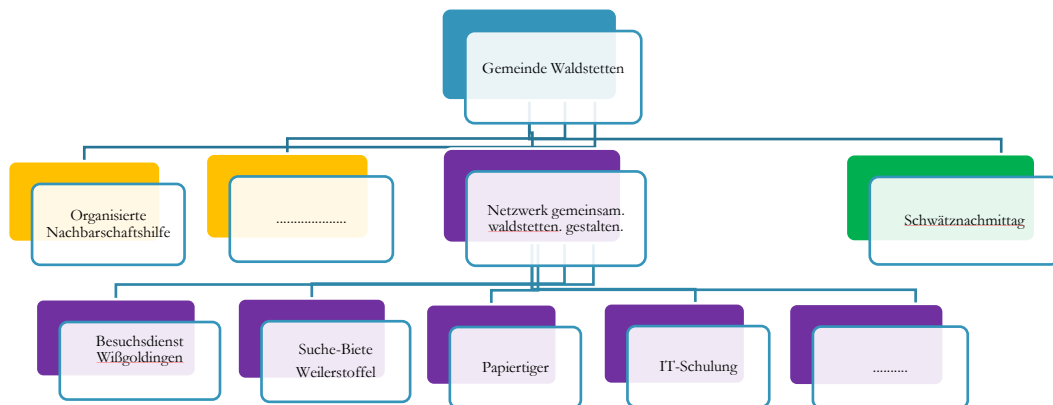 Gemeinde Waldstetten
Organisierte
Nachbarschaftshilfe
....................
Netzwerk gemeinsam.
waldstetten. gestalten.
Schwätznachmittag
Besuchsdienst
Wißgoldingen
Suche-Biete
Weilerstoffel
Papiertiger
IT-Schulung
..........